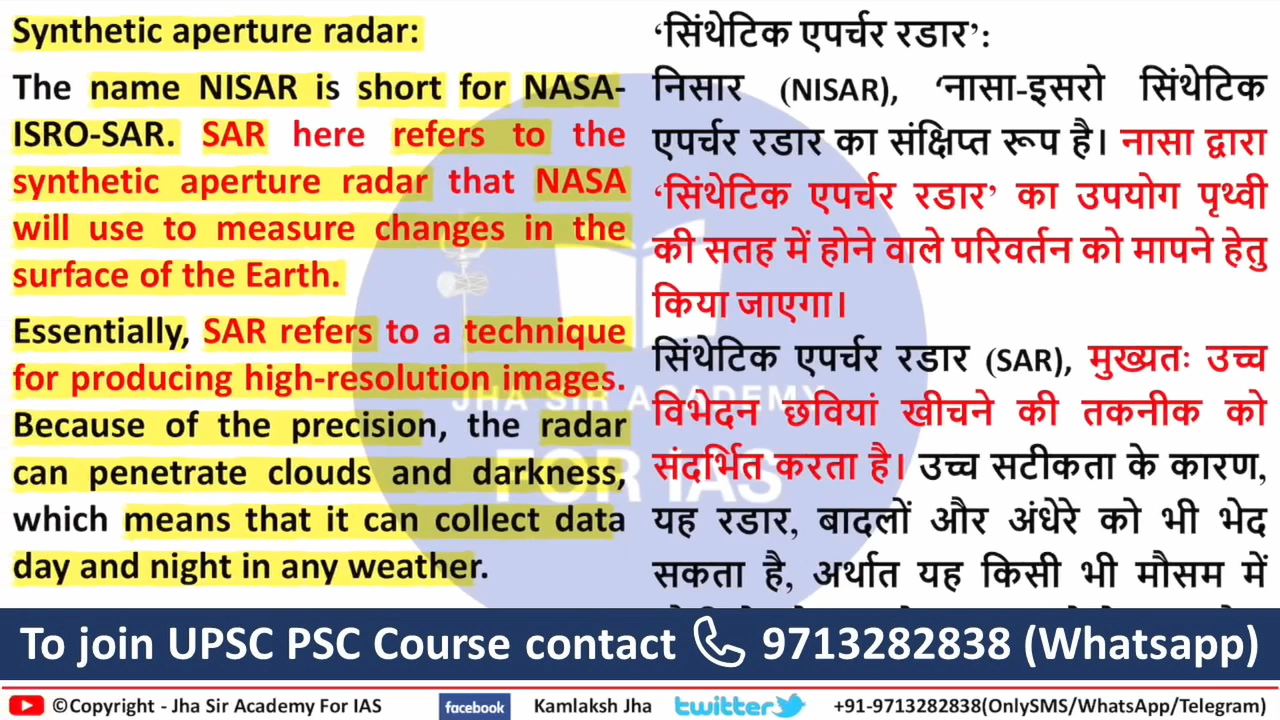 Synthetic aperture radar:
The name NISAR is short for NASA-
ISRO-SAR. SAR here refers to the
synthetic aperture radar that NASA
will use to measure changes in the
surface of the Earth.
Essentially, SAR refers to a technique
for producing high-resolution images.
Because of the precision, the radar
can penetrate clouds and darkness,
which means that it can collect data
day and night in any weather.
‘सिंथेटिक एपर्चर रडार’:
निसार (NISAR), ‘नासा-इसरो सिंथेटिक
एपर्चर रडार का संक्षिप्त रूप है। नासा द्वारा
‘सिंथेटिक एपर्चर रडार’ का उपयोग पृथ्वी
की सतह में होने वाले परिवर्तन को मापने हेतु
किया जाएगा।
सिंथेटिक एपर्चर रडार (SAR), मुख्यतः उच्च
विभेदन छवियां खीचने की तकनीक को
संदर्भित करता है। उच्च सटीकता के कारण,
यह रडार, बादलों और अंधेरे को भी भेद
सकता है, अर्थात यह किसी भी मौसम में
JHA SIR ACADEMY
FOR IAS
To join UPSC PSC Course contact 9713282838 (Whatsapp)
©Copyright - Jha Sir Academy For IAS facebook Kamlaksh Jha twitter +91-9713282838(OnlySMS/WhatsApp/Telegram)